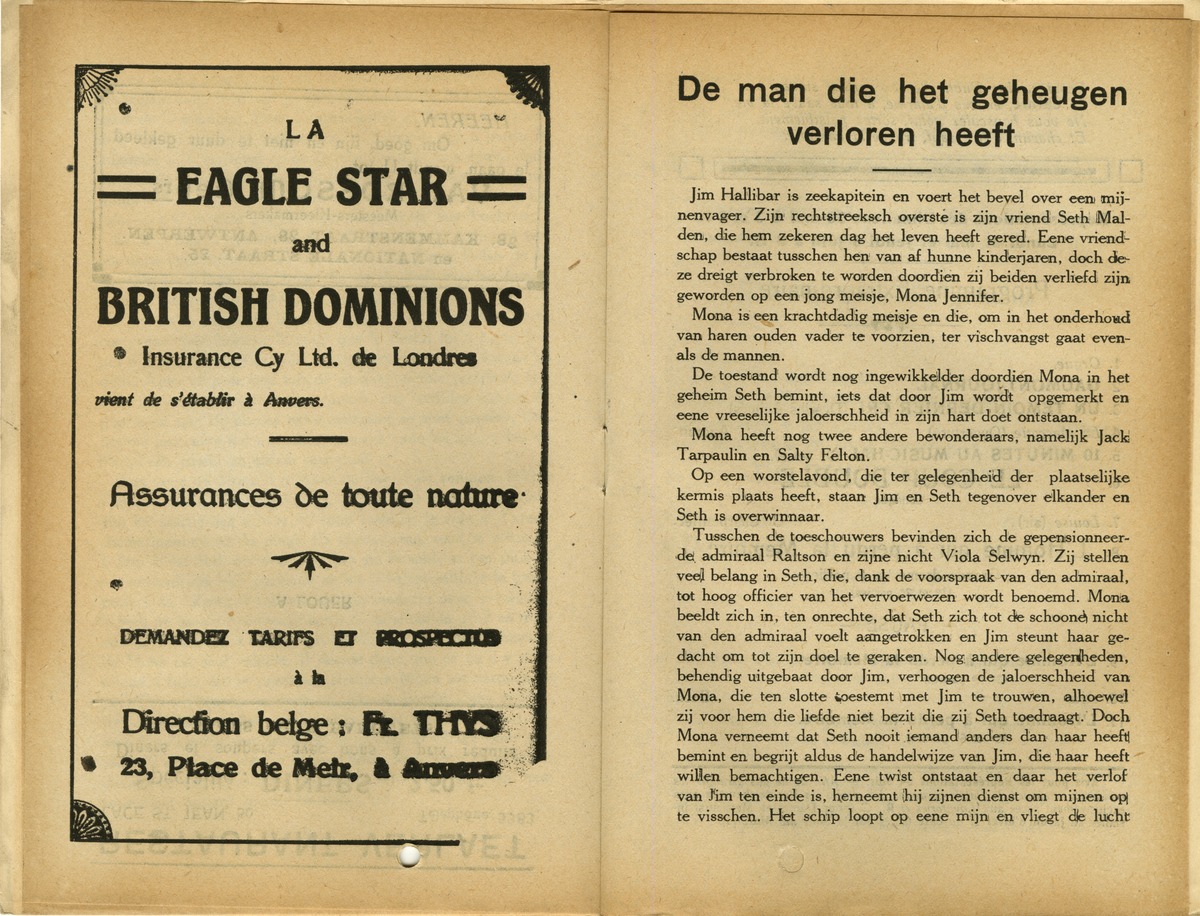 LA
EAGLE STAR
and
BRITISH DOMINIONS
Insurance Cy Ltd. de Londres
vient de s'établir à Anvers.
Assurances de toute nature
DEMANDEZ TARIFS ET PROSPECTUS
à la
Direction belge : Fr. THYS
23, Place de Meir, à Anvers
De man die het geheugen
verloren heeft
Jim Hallibar is zeekapitein en voert het bevel over een mij-
nenvager. Zijn rechtstreeksch overste is zijn vriend Seth Mal-
den, die hem zekeren dag het leven heeft gered. Eene vriend-
schap bestaat tusschen hen van af hunne kinderjaren, doch de-
ze dreigt verbroken te worden doordien zij beiden verliefd zijn
geworden op een jong meisje, Mona Jennifer.
Mona is een krachtdadig meisje en die, om in het onderhoud
van haren ouden vader te voorzien, ter vischvangst gaat even-
als de mannen.
De toestand wordt nog ingewikkelder doordien Mona in het
geheim Seth bemint, iets dat door Jim wordt opgemerkt en
eene vreeselijke jaloerschheid in zijn hart doet ontstaan.
Mona heeft nog twee andere bewonderaars, namelijk Jack
Tarpaulin en Salty Felton.
Op een worstelavond, die ter gelegenheid der plaatselijke
kermis plaats heeft, staan Jim en Seth tegenover elkander en
Seth is overwinnaar.
Tusschen de toeschouwers bevinden zich de gepensionneer-
de admiraal Raltson en zijne nicht Viola Selwyn. Zij stellen
veel belang in Seth, die, dank de voorspraak van den admiraal,
tot hoog officier van het vervoerwezen wordt benoemd. Mona
beeldt zich in, ten onrechte, dat Seth zich tot de schoone nicht
van den admiraal voelt aangetrokken en Jim steunt haar ge-
dacht om tot zijn doel te geraken. Nog andere gelegenheden,
behendig uitgebaat door Jim, verhoogen de jaloerschheid van
Mona, die ten slotte toestemt met Jim te trouwen, alhoewel
zij voor hem die liefde niet bezit die zij Seth toedraagt. Doch
Mona verneemt dat Seth nooit iemand anders dan haar heeft
bemint en begrijt aldus de handelwijze van Jim, die haar heeft
willen bemachtigen. Eene twist ontstaat en daar het verlof
van Jim ten einde is, herneemt hij zijnen dienst om mijnen op
te visschen. Het schip loopt op eene mijn en vliegt de lucht